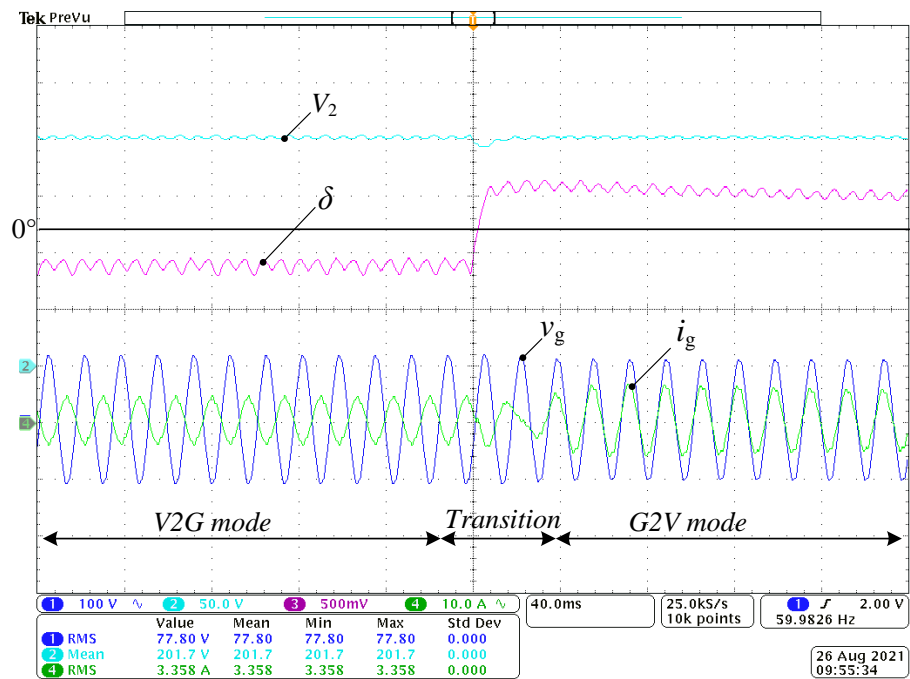 Tek PreVu
T
V2
δ
0°
vg
ig
2
4
V2G mode
Transition
G2V mode
1 100 V ∿ 2 50.0 V 3 500mV 4 10.0 A ∿
40.0ms
25.0kS/s
10k points
1 2.00 V
59.9826 Hz
Value Mean Min Max Std Dev
1 RMS 77.80 V 77.80 77.80 77.80 0.000
2 Mean 201.7 V 201.7 201.7 201.7 0.000
4 RMS 3.358 A 3.358 3.358 3.358 0.000
26 Aug 2021
09:55:34